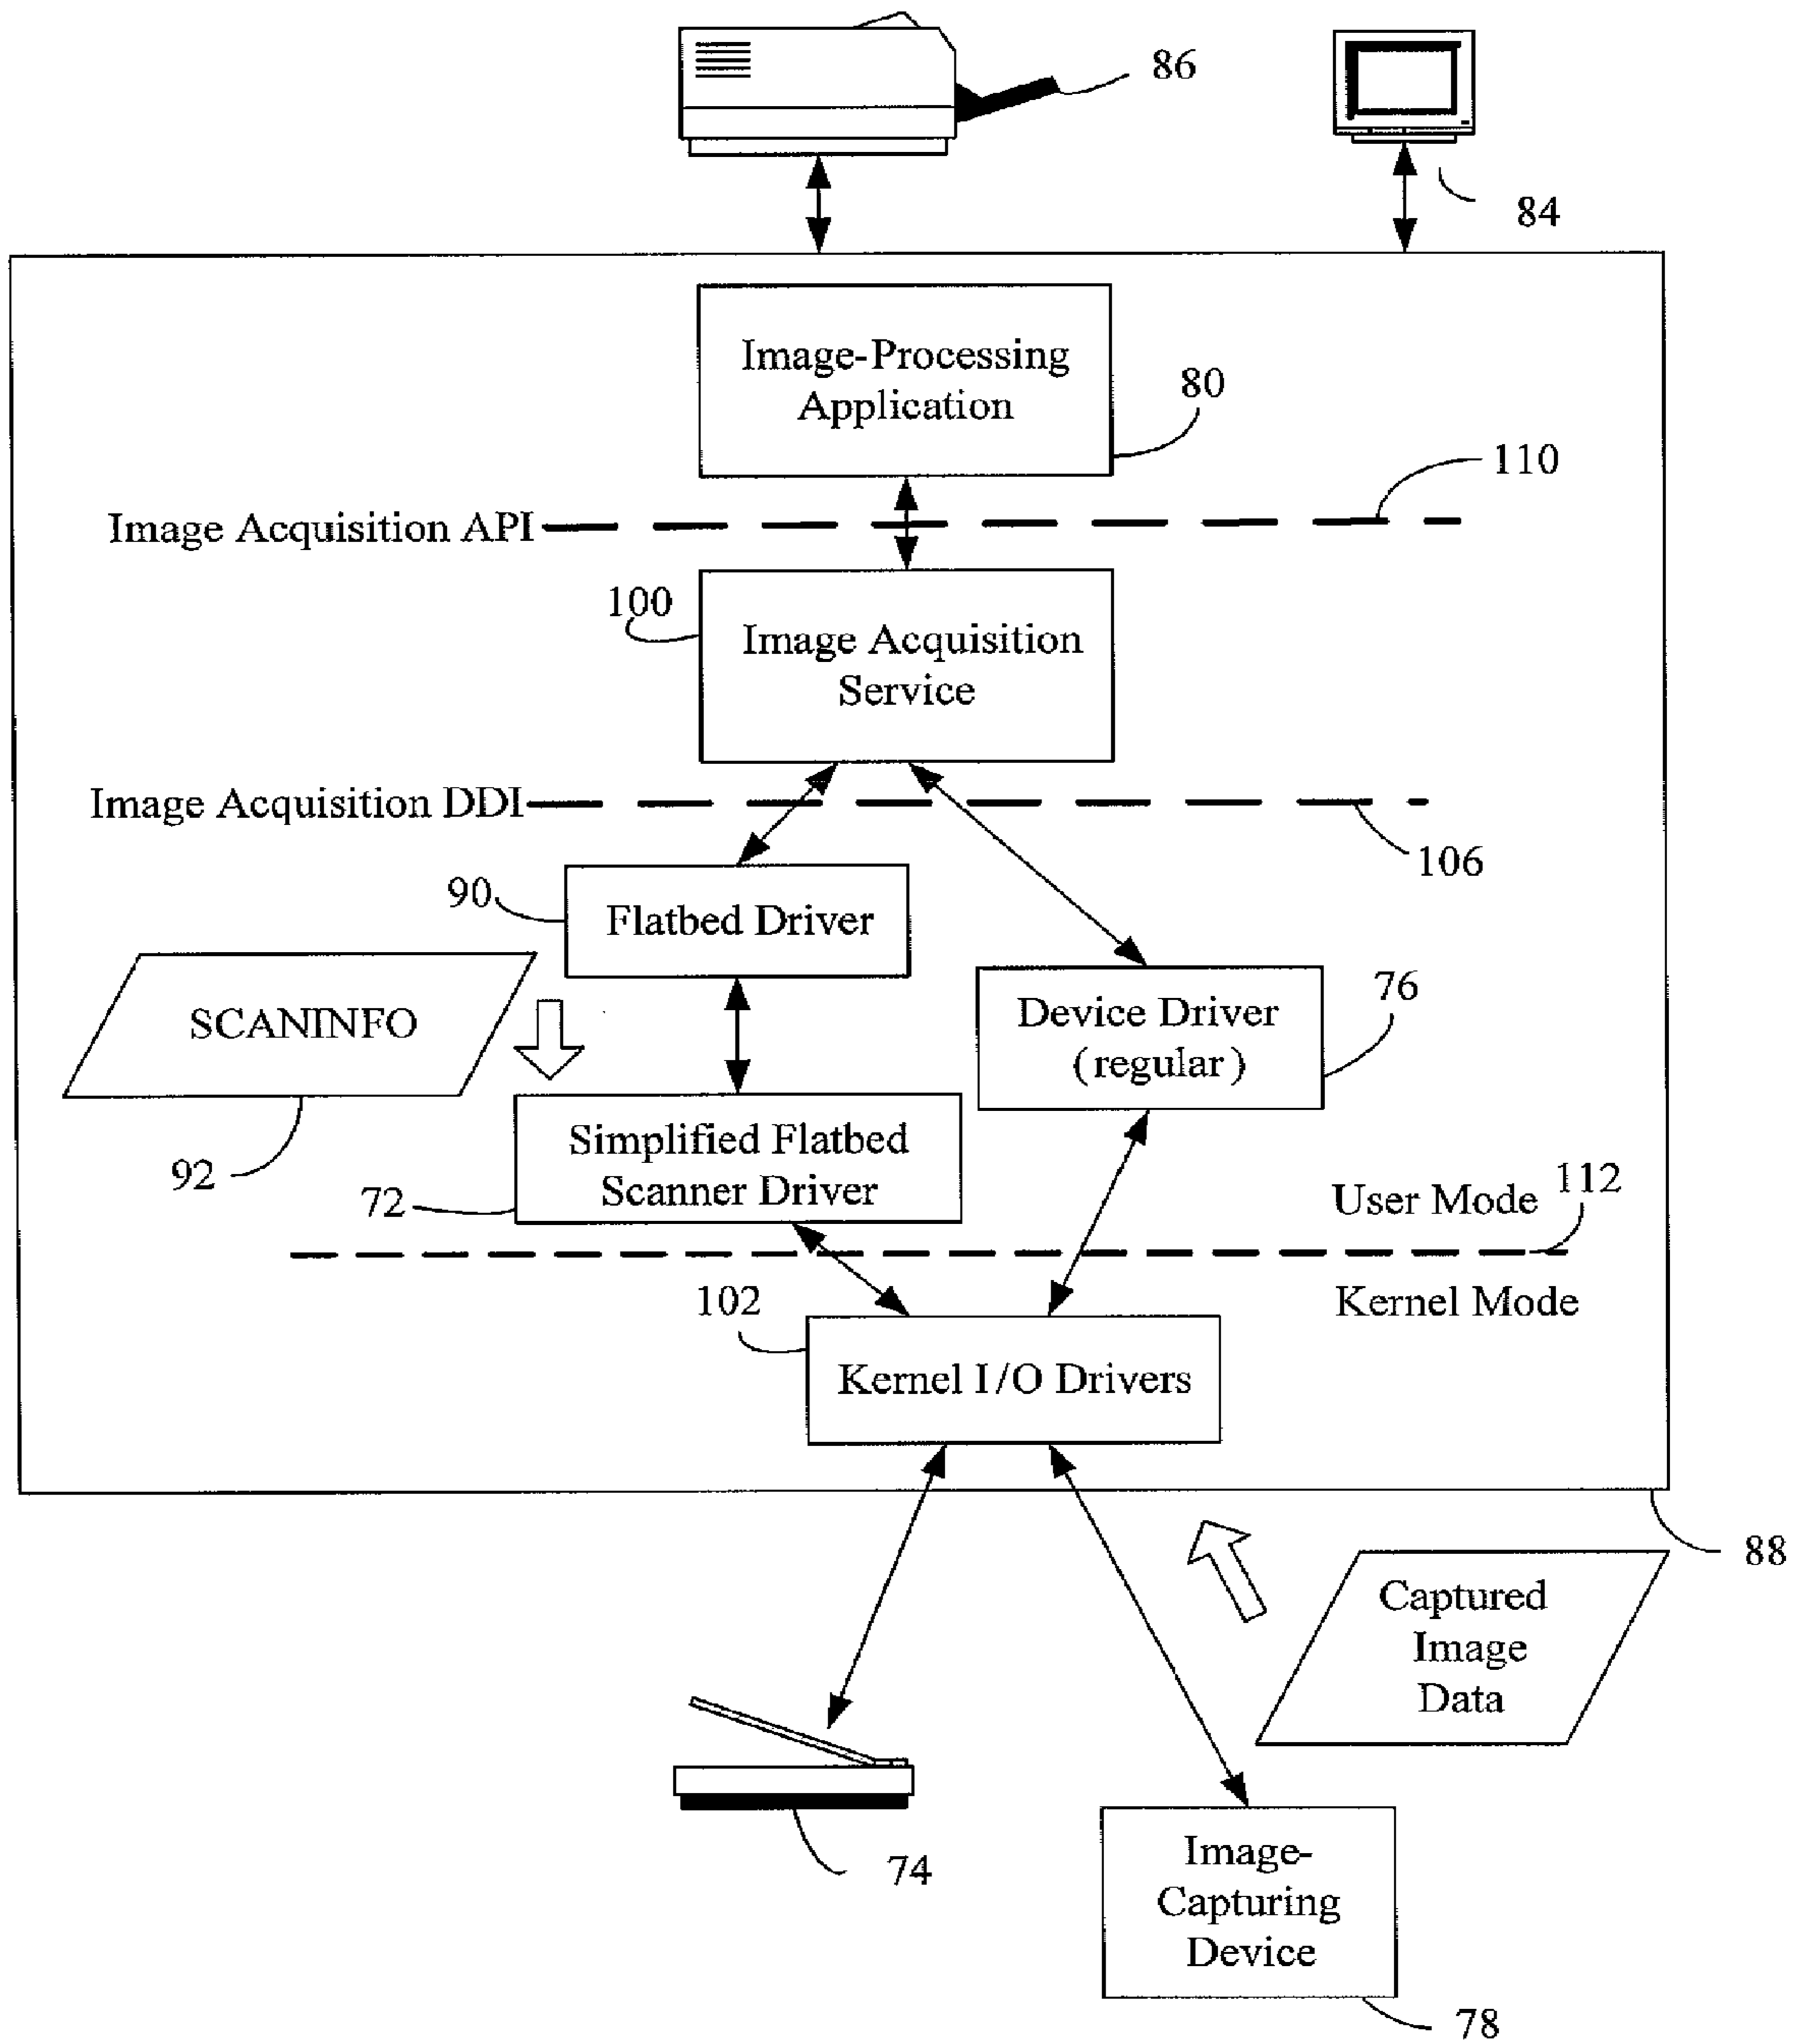 86
84
Image-Processing
Application
80
110
Image Acquisition API
100
Image Acquisition
Service
Image Acquisition DDI
106
90
Flatbed Driver
SCANINFO
76
Device Driver
(regular)
92
Simplified Flatbed
Scanner Driver
72
User Mode
112
102
Kernel Mode
Kernel I/O Drivers
88
Captured
Image
Data
74
Image-
Capturing
Device
78